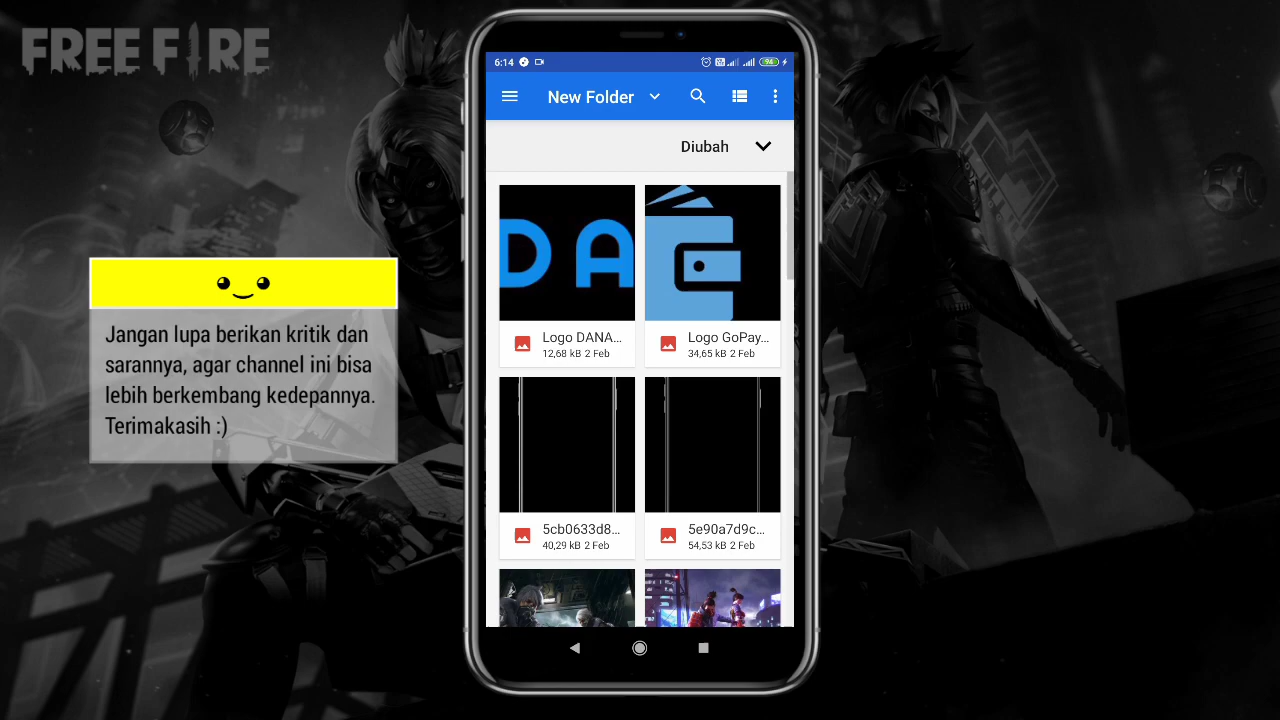 FREE FIRE
6:14
94
New Folder
Diubah
DA
Logo DANA...
12,68 kB 2 Feb
Logo GoPay...
34,65 kB 2 Feb
5cb0633d8...
40,29 kB 2 Feb
5e90a7d9c...
54,53 kB 2 Feb
Jangan lupa berikan kritik dan
sarannya, agar channel ini bisa
lebih berkembang kedepannya.
Terimakasih :)